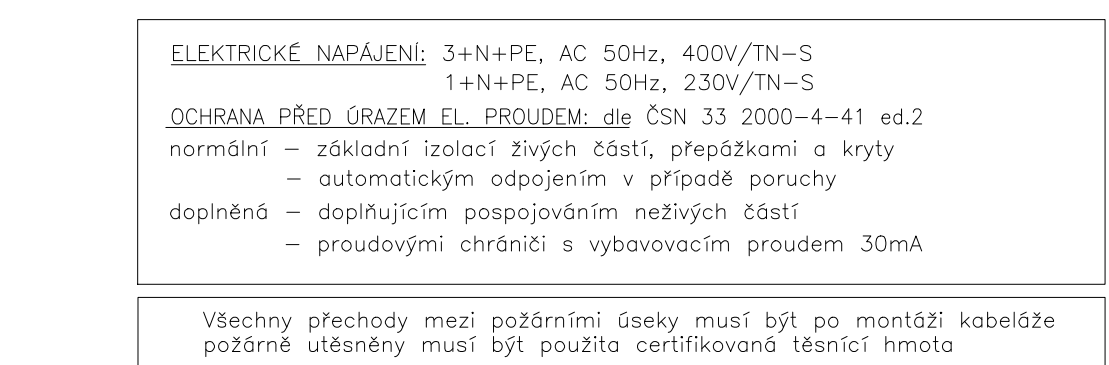 ELEKTRICKÉ NAPÁJENÍ: 3+N+PE, AC 50Hz, 400V/TN-S
1+N+PE, AC 50Hz, 230V/TN-S
OCHRANA PŘED ÚRAZEM EL. PROUDEM: dle ČSN 33 2000-4-41 ed.2
normální – základní izolací živých částí, přepážkami a kryty
– automatickým odpojením v případě poruchy
doplněná – doplňujícím pospojováním neživých částí
– proudovými chrániči s vybavovacím proudem 30mA
Všechny přechody mezi požárními úseky musí být po montáži kabeláže
požárně utěsněny musí být použita certifikovaná těsnící hmota